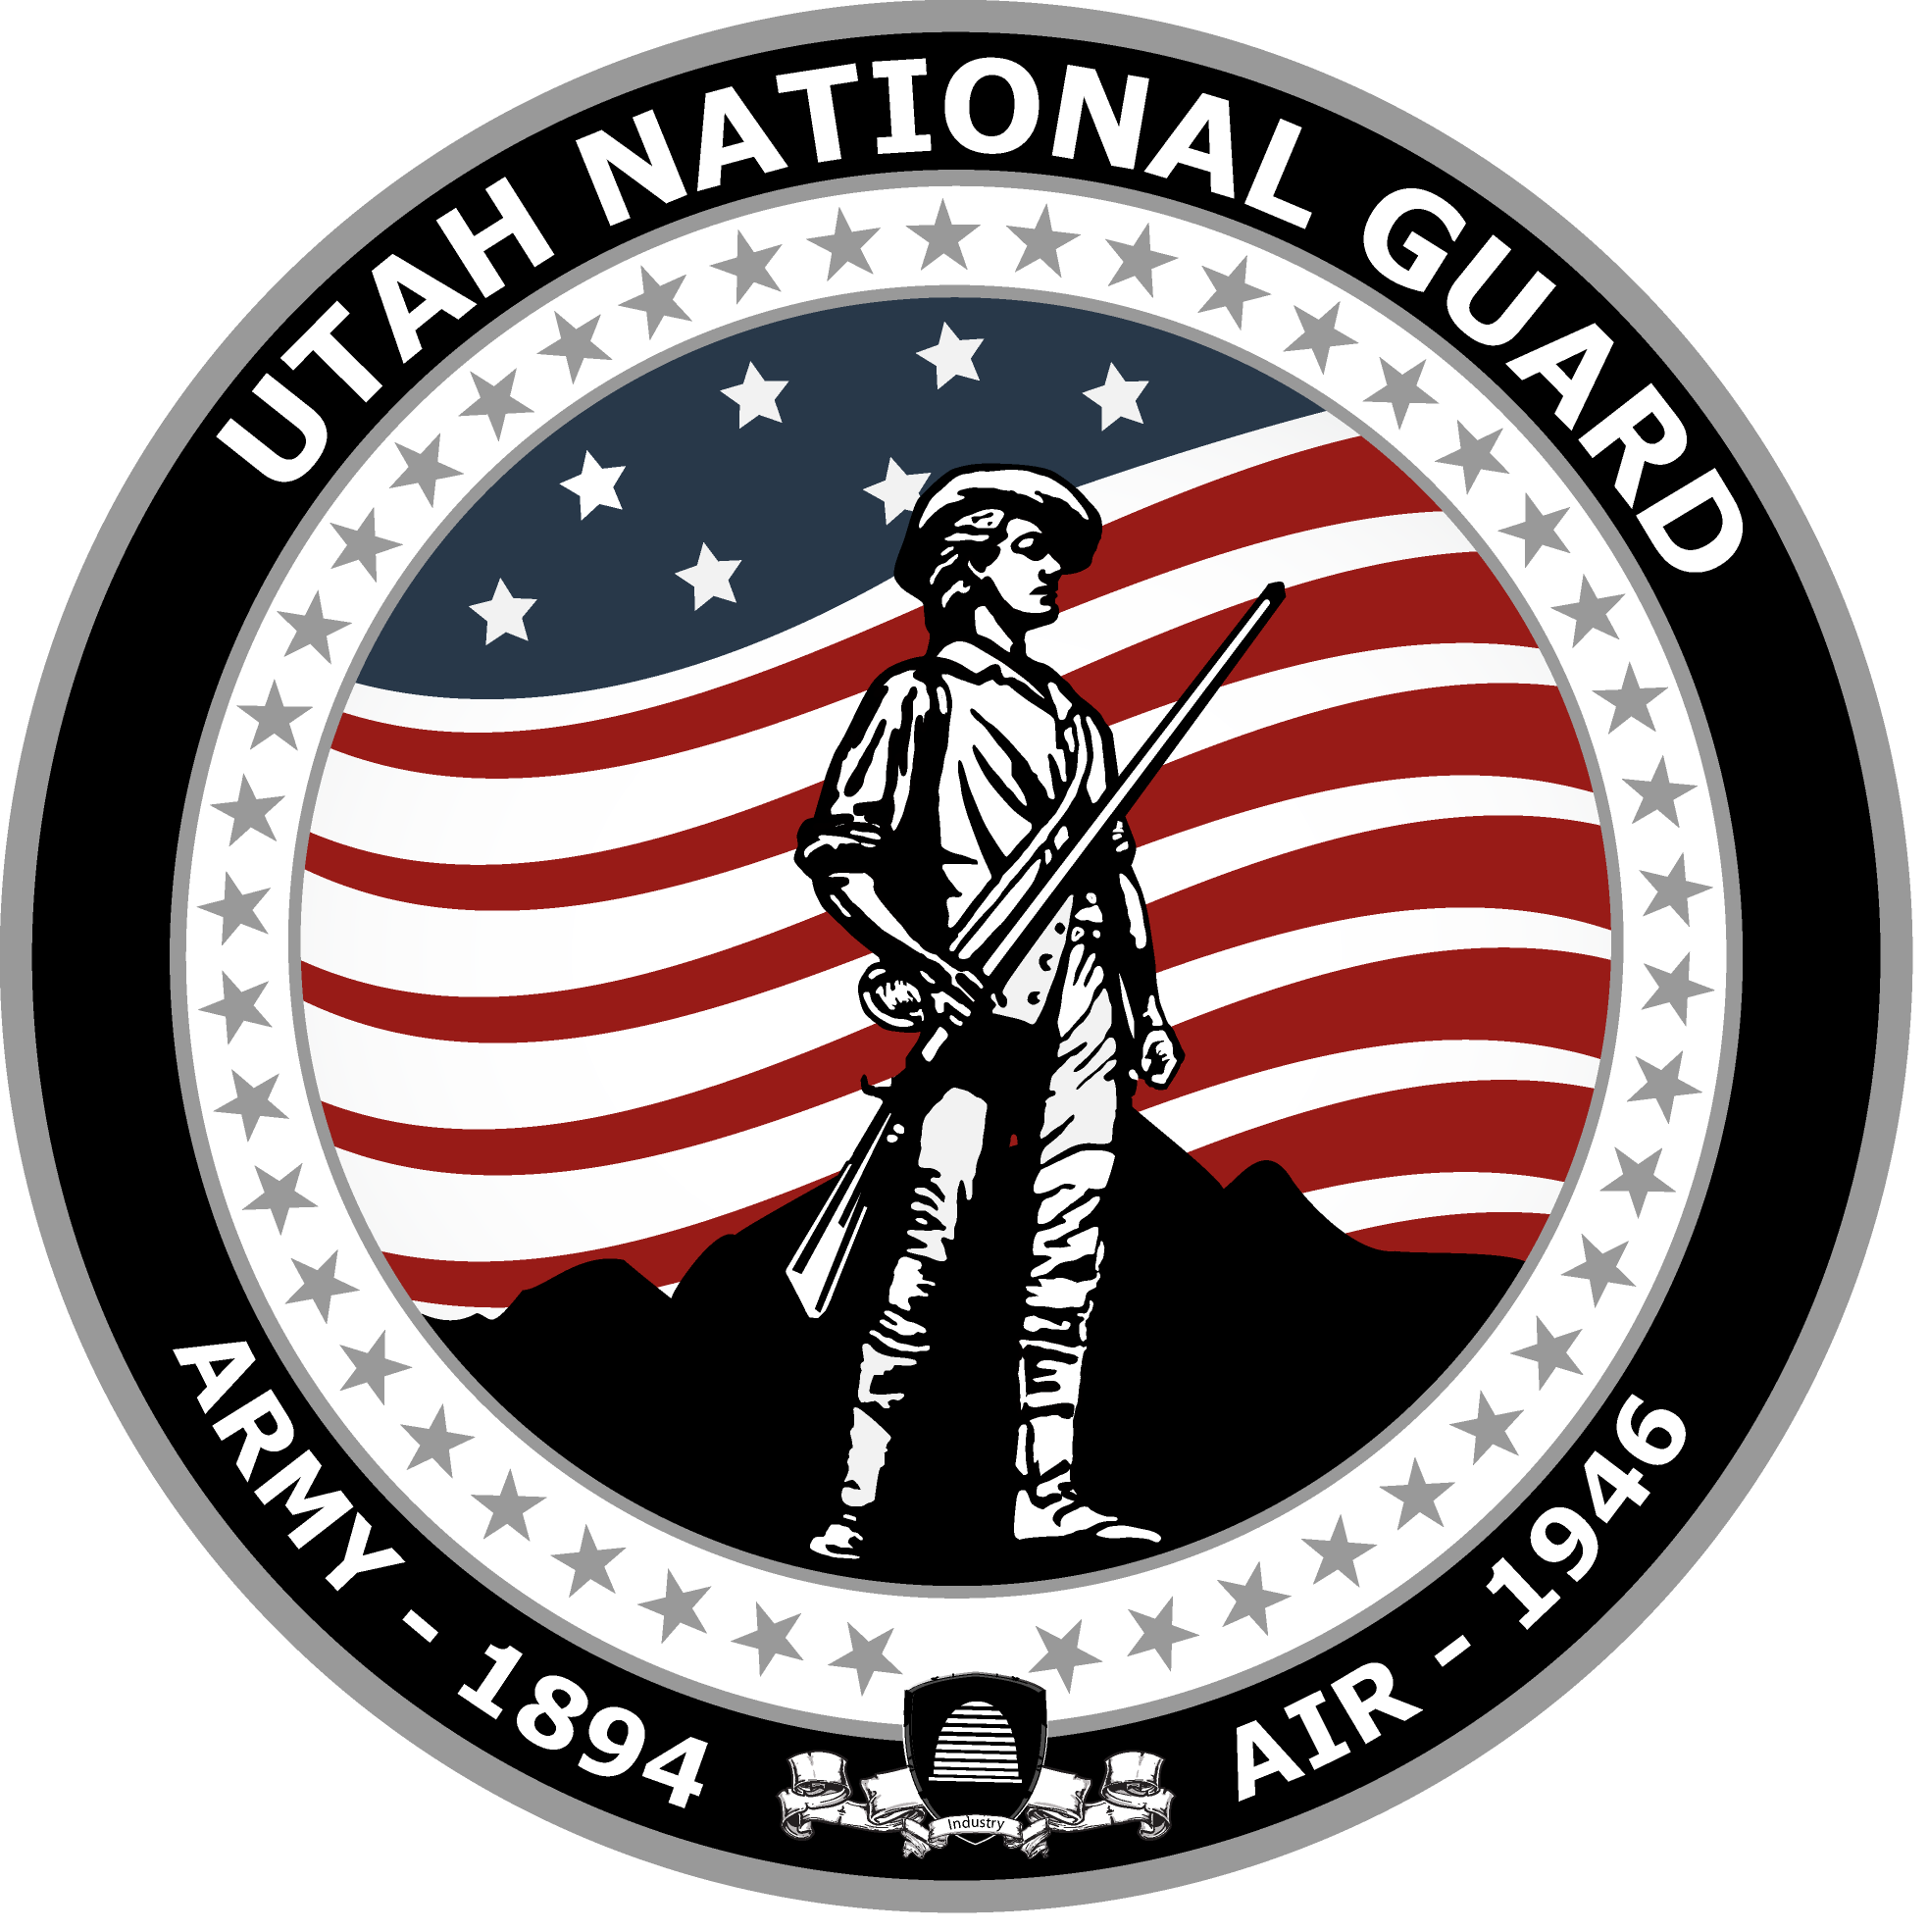 UTAH NATIONAL GUARD
ARMY - 1894
AIR - 1946
Industry